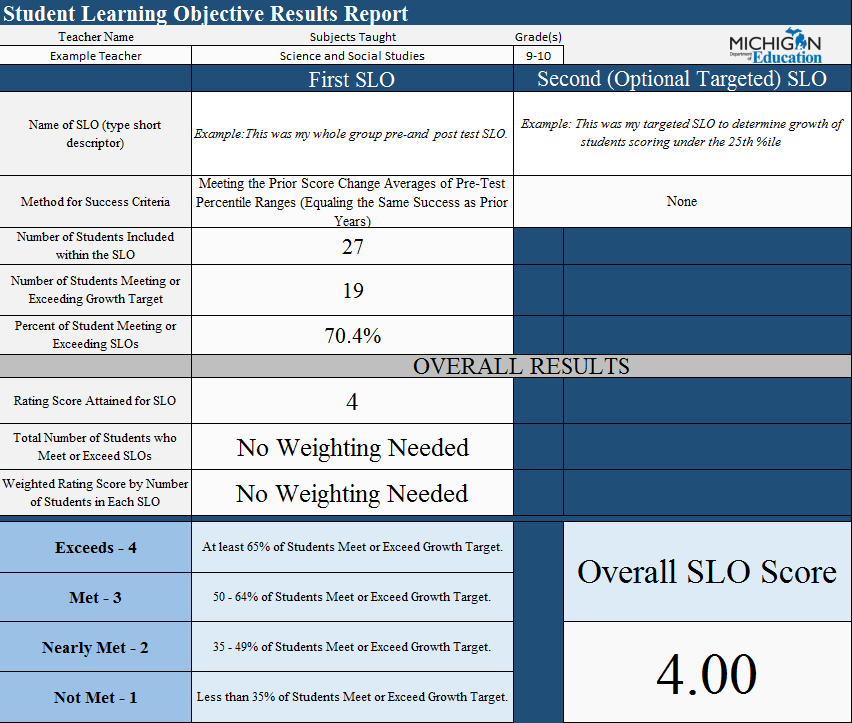 Student Learning Objective Results Report
Teacher Name
Subjects Taught
Grade(s)
Example Teacher
Science and Social Studies
9-10
MICHIGAN
Department of Education
First SLO
Second (Optional Targeted) SLO
Name of SLO (type short
descriptor)
Example:This was my whole group pre-and post test SLO.
Example: This was my targeted SLO to determine growth of
students scoring under the 25th %ile
Method for Success Criteria
Meeting the Prior Score Change Averages of Pre-Test
Percentile Ranges (Equaling the Same Success as Prior
Years)
None
Number of Students Included
within the SLO
27
Number of Students Meeting or
Exceeding Growth Target
19
Percent of Student Meeting or
Exceeding SLOs
70.4%
OVERALL RESULTS
Rating Score Attained for SLO
4
Total Number of Students who
Meet or Exceed SLOs
No Weighting Needed
Weighted Rating Score by Number
of Students in Each SLO
No Weighting Needed
Exceeds - 4
At least 65% of Students Meet or Exceed Growth Target.
Met - 3
50 - 64% of Students Meet or Exceed Growth Target.
Nearly Met - 2
35 - 49% of Students Meet or Exceed Growth Target.
Not Met - 1
Less than 35% of Students Meet or Exceed Growth Target.
Overall SLO Score
4.00